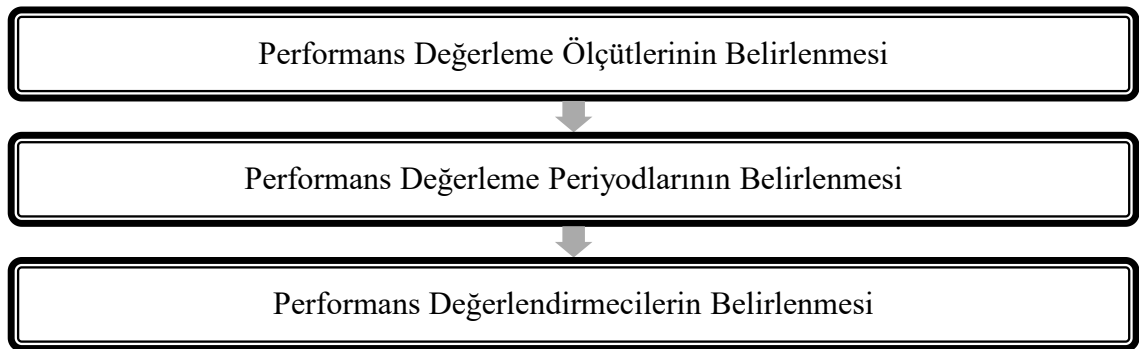 Performans Değerleme Ölçütlerinin Belirlenmesi
Performans Değerleme Periyodlarının Belirlenmesi
Performans Değerlendirmecilerin Belirlenmesi